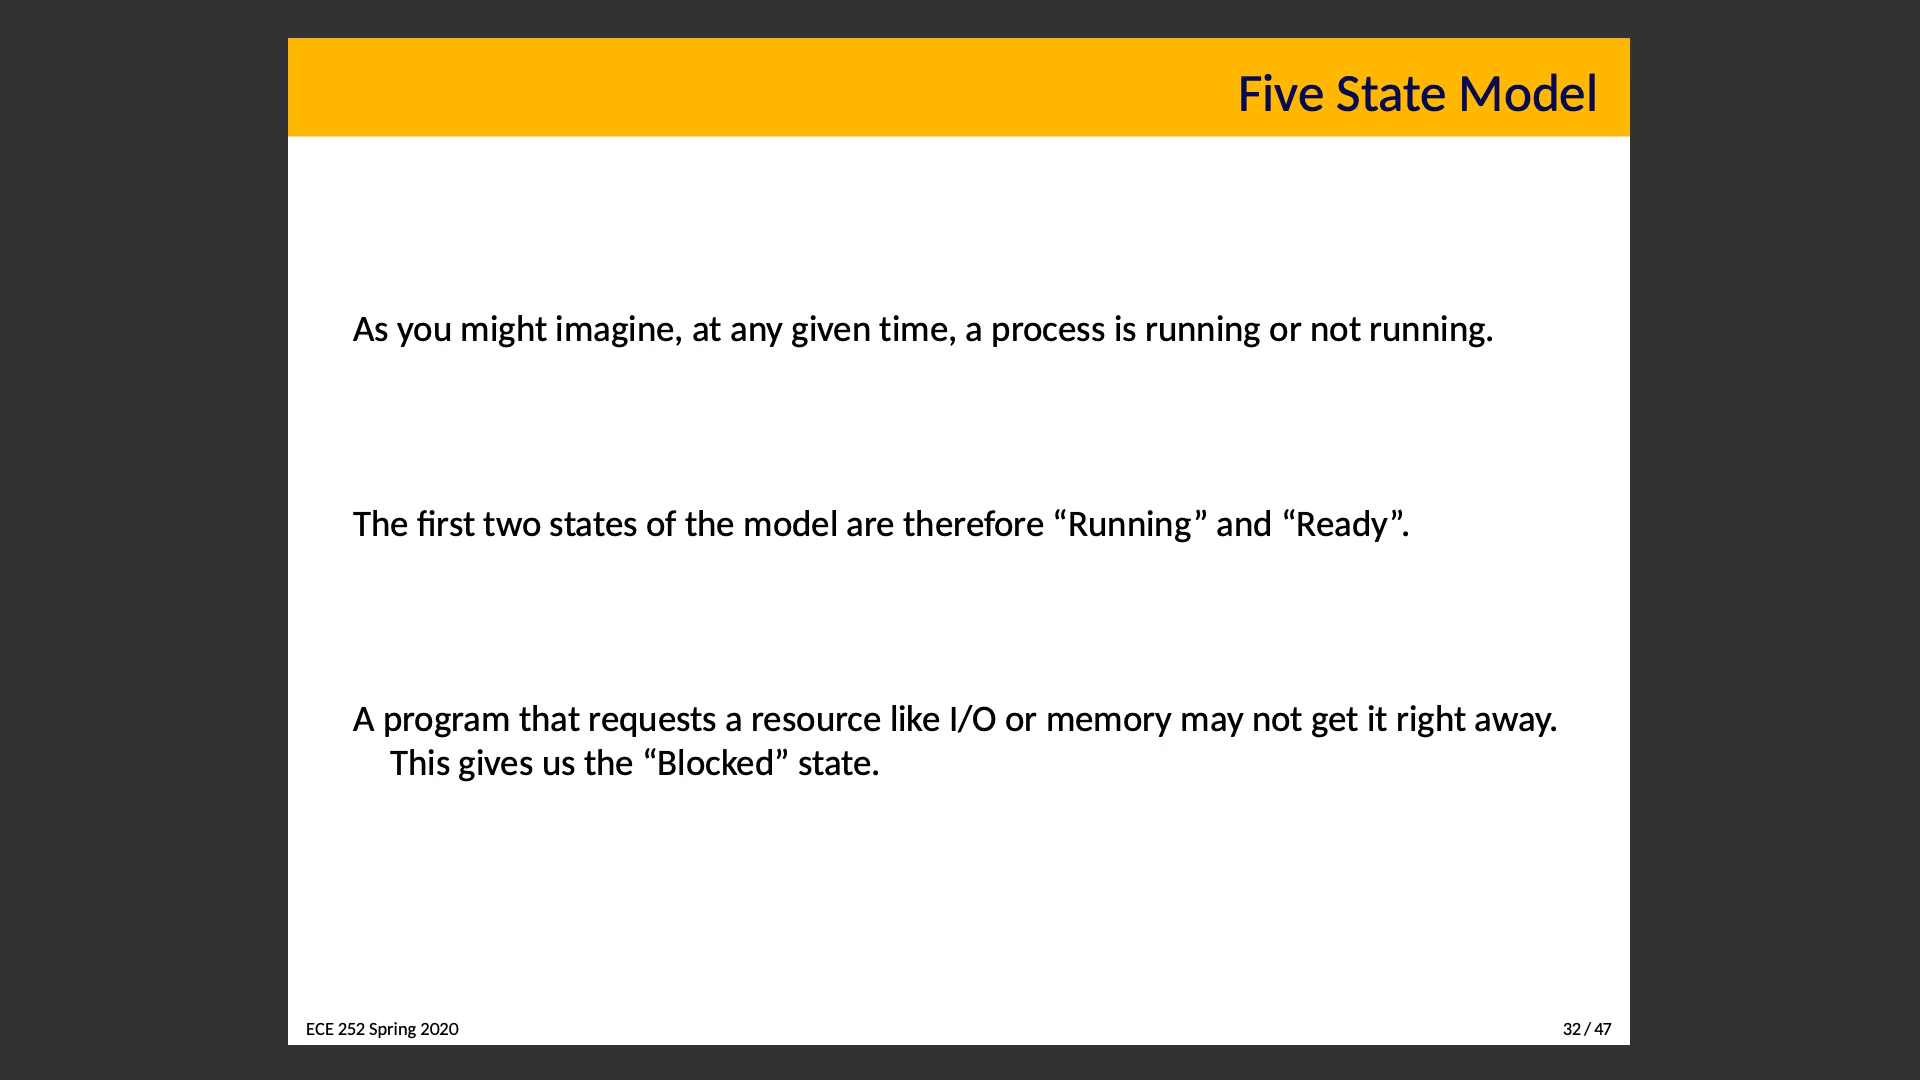 Five State Model
As you might imagine, at any given time, a process is running or not running.
The first two states of the model are therefore “Running” and “Ready”.
A program that requests a resource like I/O or memory may not get it right away.
This gives us the “Blocked” state.
ECE 252 Spring 2020
32 / 47